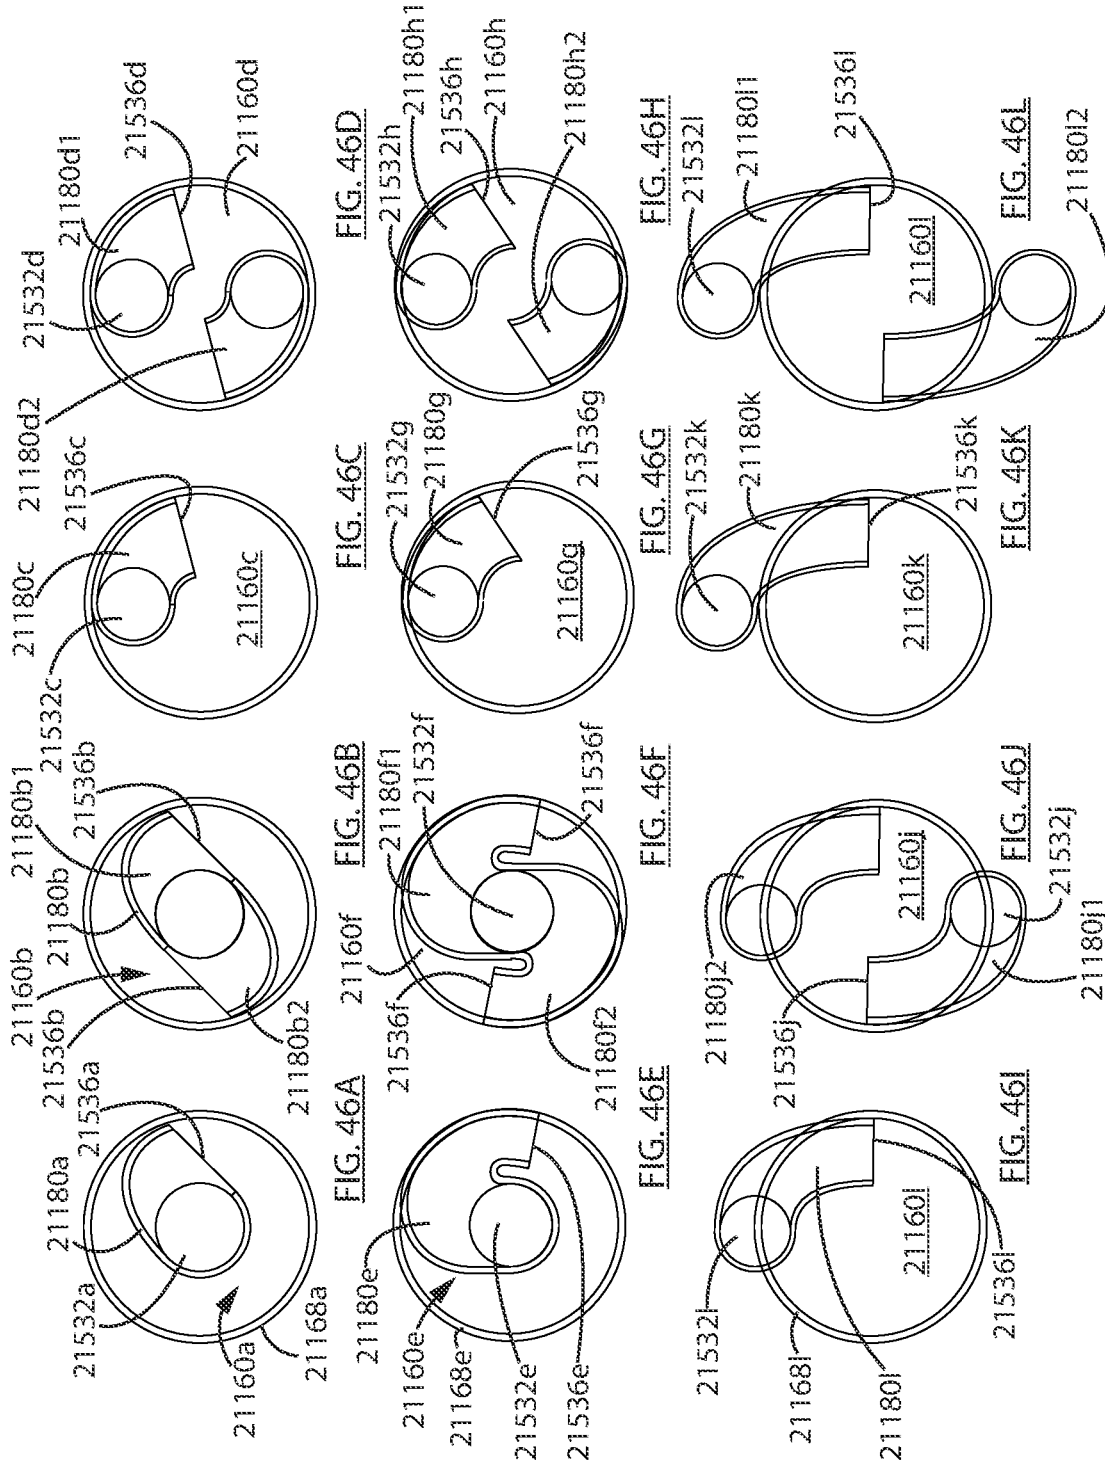 21532a
21180a
21536a
21160a
21168a
FIG. 46A
21536b
21160b
21180b
21180b1
21536b
21180b2
FIG. 46B
21532c
21180c
21536c
21160c
FIG. 46C
21180d2
21532d
21180d1
21536d
21160d
FIG. 46D
21180e
21160e
21168e
21532e
21536e
FIG. 46E
21536f
21160f
21180f1
21532f
21536f
21180f2
FIG. 46F
21532g
21180g
21536g
21160g
FIG. 46G
21532h
21180h1
21536h
21160h
21180h2
FIG. 46H
21532I
21168I
21180I
21160I
21536I
FIG. 46I
21180j2
21536j
21160j
21532j
21180j1
FIG. 46J
21532k
21180k
21160k
21536k
FIG. 46K
21532l
21180l1
21536l
21160l
21180l2
FIG. 46L